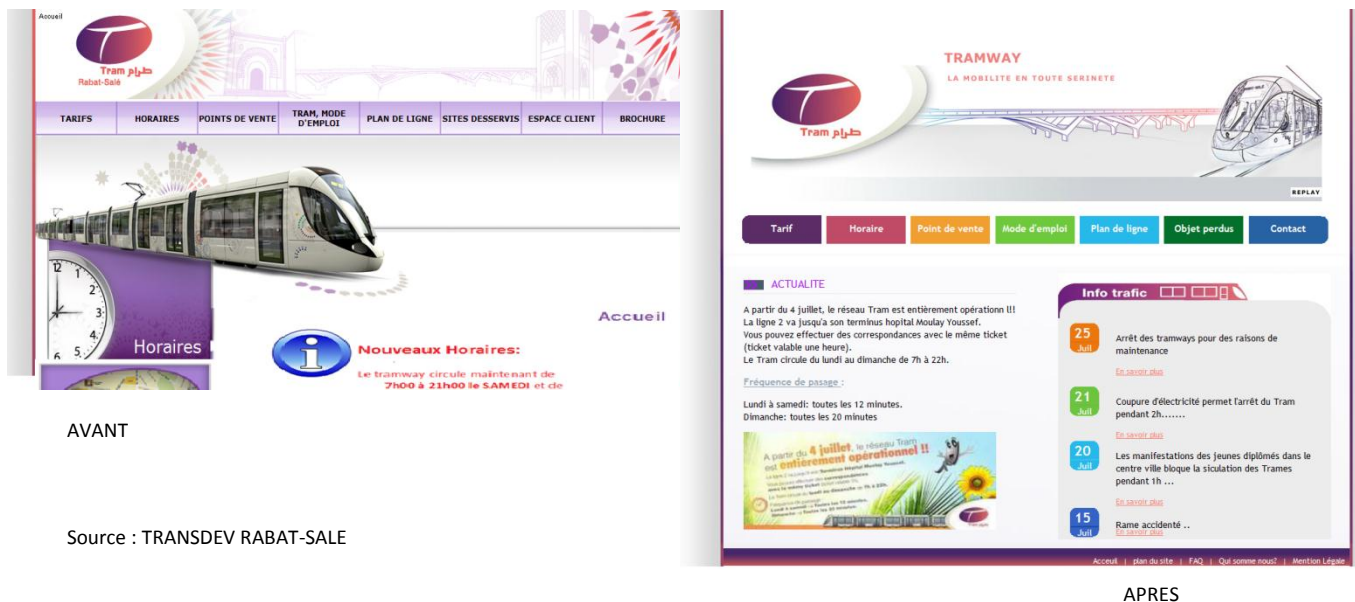 Accueil
Tram طرام
Rabat-Salé
TARIFS HORAIRES POINTS DE VENTE TRAM, MODE D'EMPLOI PLAN DE LIGNE SITES DESSERVIS ESPACE CLIENT BROCHURE
12
1
2
3
4
5
6
Horaires
Accueil
Nouveaux Horaires:
Le tramway circule maintenant de
7h00 à 21h00 le SAMEDI et de
AVANT
Source : TRANSDEV RABAT-SALE
TRAMWAY
LA MOBILITE EN TOUTE SERINETE
Tram طرام
REPLAY
Tarif Horaire Point de vente Mode d'emploi Plan de ligne Objet perdus Contact
ACTUALITE
A partir du 4 juillet, le réseau Tram est entièrement opérationn l!!
La ligne 2 va jusqu'a son terminus hopital Moulay Youssef.
Vous pouvez effectuer des correspondances avec le même ticket
(ticket valable une heure).
Le Tram circule du lundi au dimanche de 7h à 22h.
Fréquence de pasage :
Lundi à samedi: toutes les 12 minutes.
Dimanche: toutes les 20 minutes
A partir du 4 juillet, le réseau Tram
est entièrement opérationnel !!
Info trafic
25 Juil
Arrêt des tramways pour des raisons de
maintenance
En savoir plus
21 Juil
Coupure d'électricité permet l'arrêt du Tram
pendant 2h.......
En savoir plus
20 Juil
Les manifestations des jeunes diplômés dans le
centre ville bloque la siculation des Trames
pendant 1h ...
En savoir plus
15 Juil
Rame accidenté ..
En savoir plus
Acceuil | plan du site | FAQ | Qui somme nous? | Mention Légale
APRES